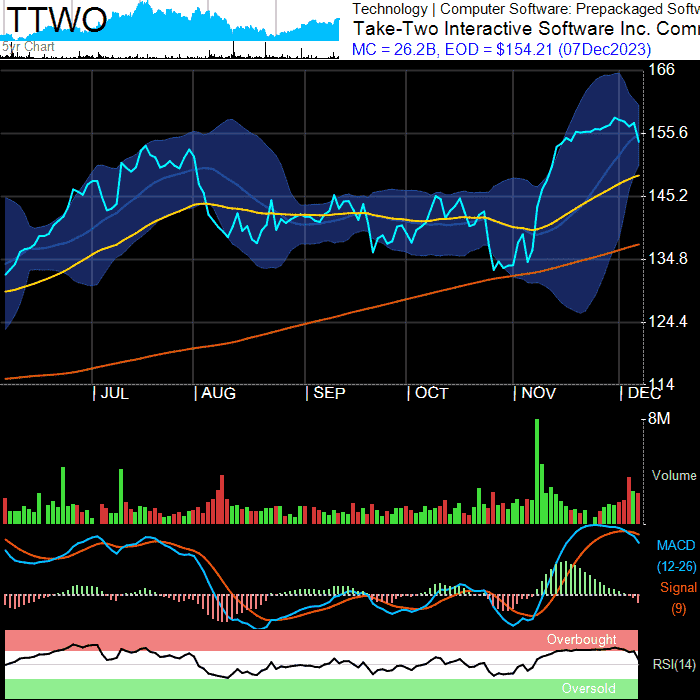 TTWO
5yr Chart
Technology | Computer Software: Prepackaged Softw
Take-Two Interactive Software Inc. Comr
MC = 26.2B, EOD = $154.21 (07Dec2023)
166
155.6
145.2
134.8
124.4
114
| JUL | AUG | SEP | OCT | NOV | DEC
8M
Volume
MACD
(12-26)
Signal
(9)
Overbought
RSI(14)
Oversold